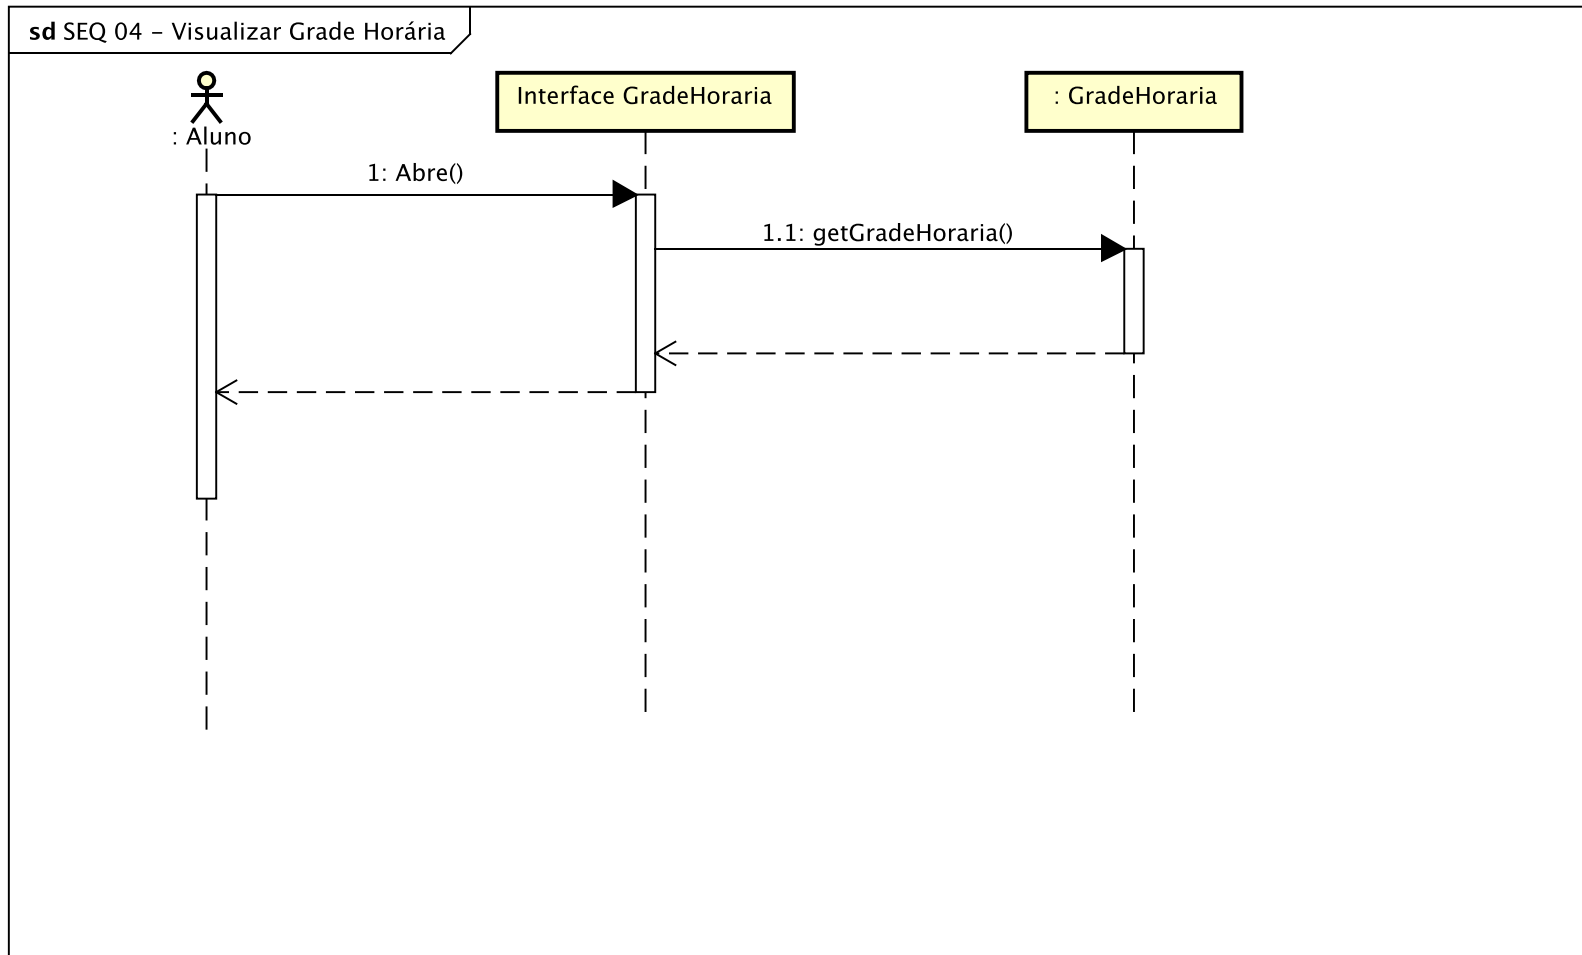 sd SEQ 04 - Visualizar Grade Horária
: Aluno
Interface GradeHoraria
: GradeHoraria
1: Abre()
1.1: getGradeHoraria()